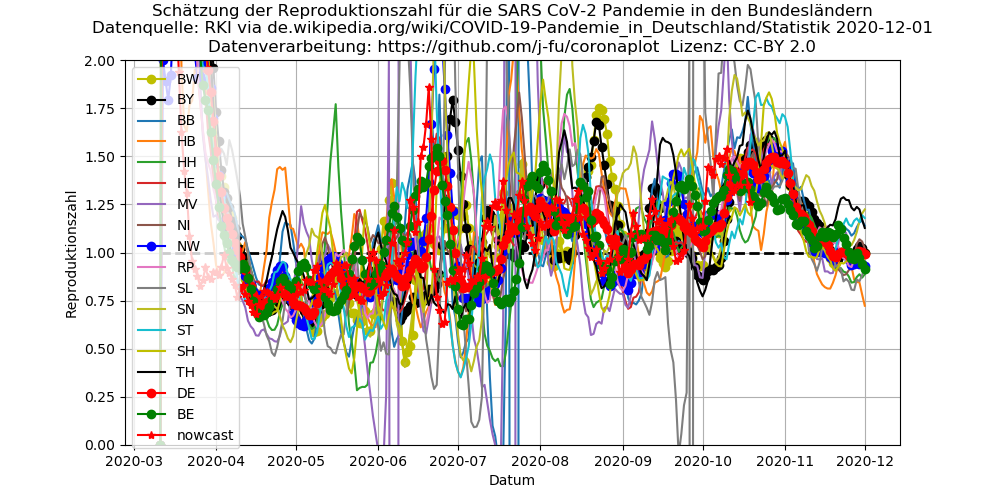 Schätzung der Reproduktionszahl für die SARS CoV-2 Pandemie in den Bundesländern
Datenquelle: RKI via de.wikipedia.org/wiki/COVID-19-Pandemie_in_Deutschland/Statistik 2020-12-01
Datenverarbeitung: https://github.com/j-fu/coronaplot  Lizenz: CC-BY 2.0
2.00
1.75
1.50
1.25
1.00
0.75
0.50
0.25
0.00
Reproduktionszahl
BW
BY
BB
HB
HH
HE
MV
NI
NW
RP
SL
SN
ST
SH
TH
DE
BE
nowcast
2020-03 2020-04 2020-05 2020-06 2020-07 2020-08 2020-09 2020-10 2020-11 2020-12
Datum